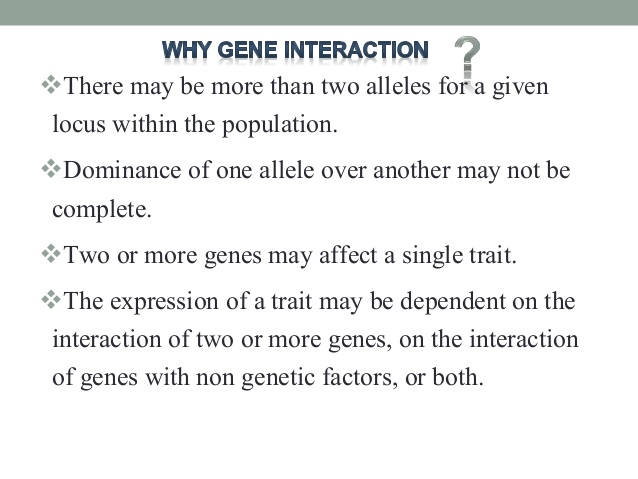 WHY GENE INTERACTION ?
❖There may be more than two alleles for a given
locus within the population.
❖Dominance of one allele over another may not be
complete.
❖Two or more genes may affect a single trait.
❖The expression of a trait may be dependent on the
interaction of two or more genes, on the interaction
of genes with non genetic factors, or both.